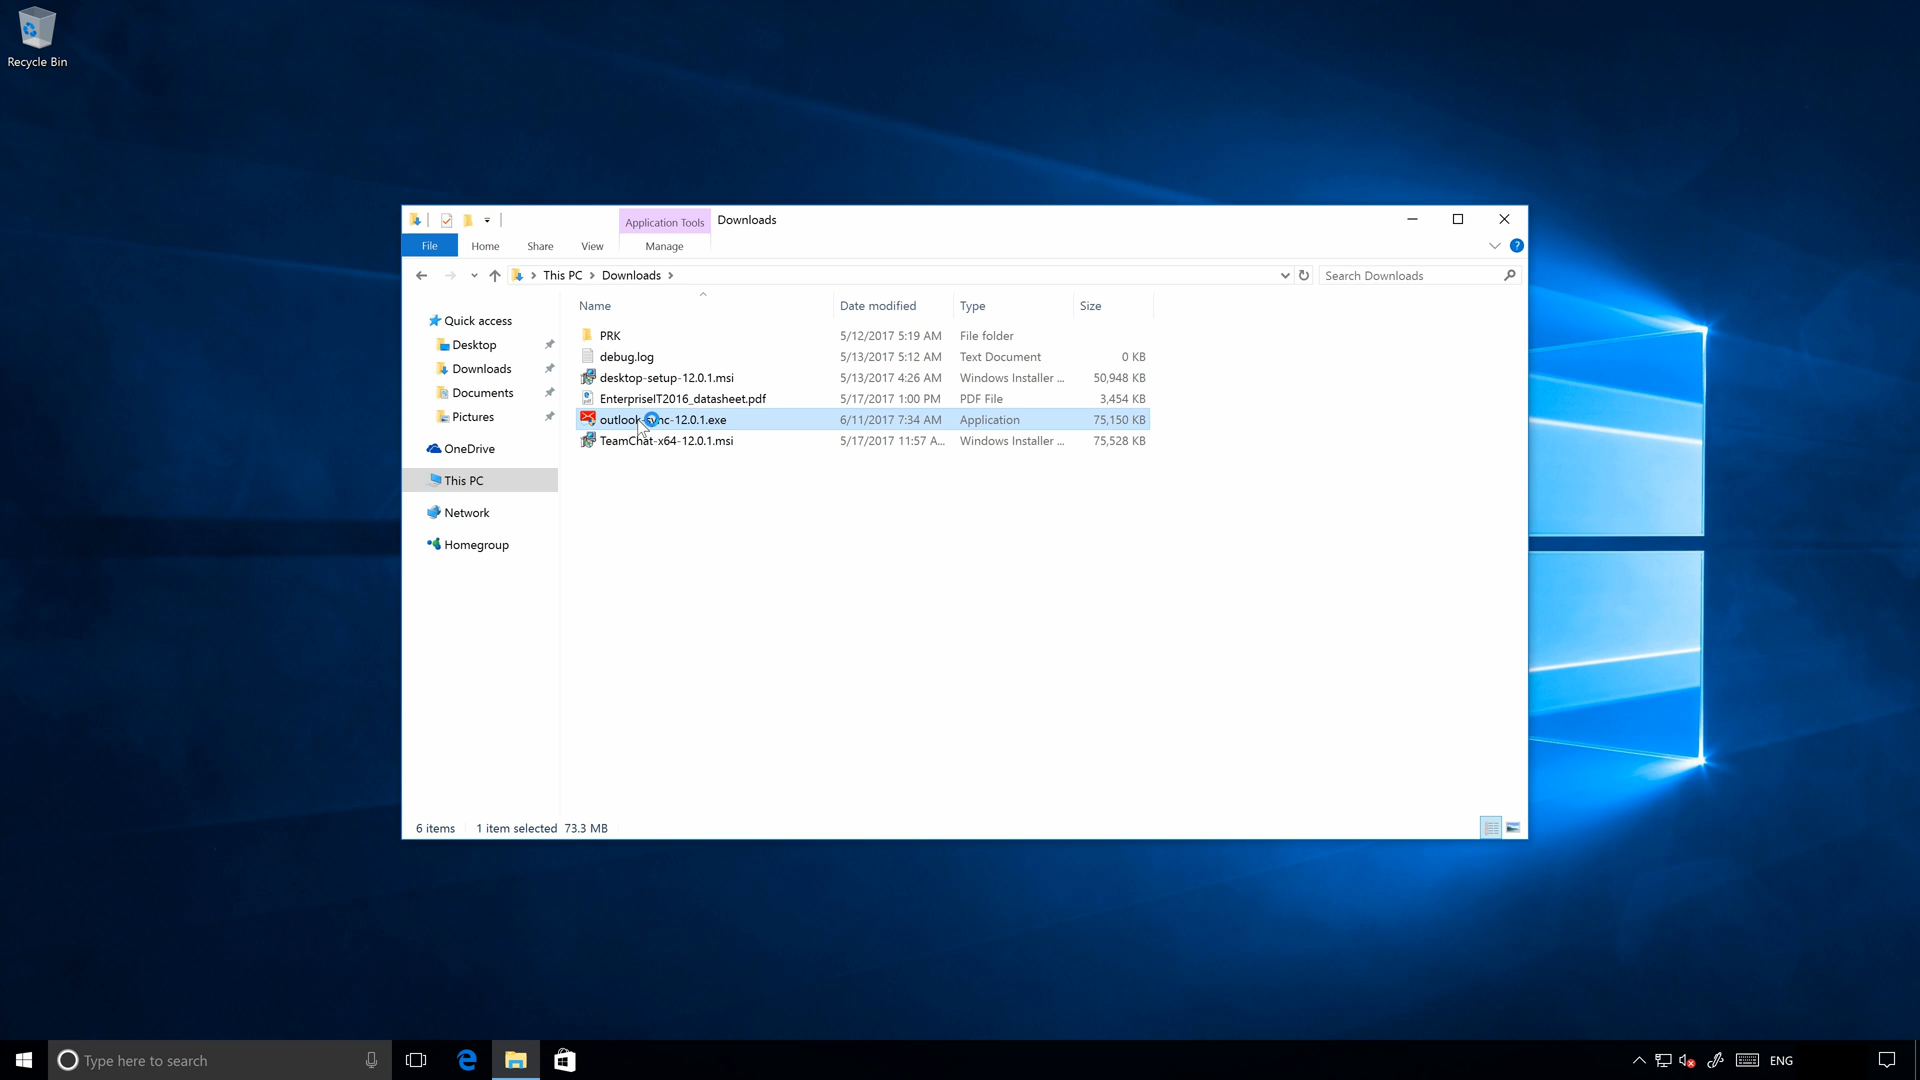 Recycle Bin
Application Tools
Downloads
File
Home
Share
View
Manage
This PC
Downloads
Search Downloads
Name
Date modified
Type
Size
Quick access
Desktop
Downloads
Documents
Pictures
OneDrive
This PC
Network
Homegroup
PRK 5/12/2017 5:19 AM File folder
debug.log 5/13/2017 5:12 AM Text Document 0 KB
desktop-setup-12.0.1.msi 5/13/2017 4:26 AM Windows Installer ... 50,948 KB
EnterpriseIT2016_datasheet.pdf 5/17/2017 1:00 PM PDF File 3,454 KB
outlook-sync-12.0.1.exe 6/11/2017 7:34 AM Application 75,150 KB
TeamChat-x64-12.0.1.msi 5/17/2017 11:57 A... Windows Installer ... 75,528 KB
6 items 1 item selected 73.3 MB
Type here to search
ENG